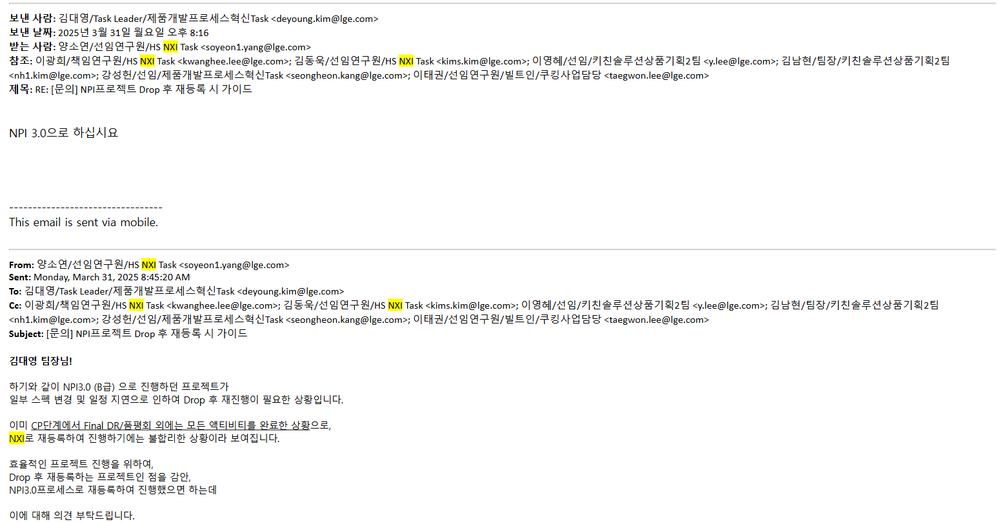 보낸 사람: 김대영/Task Leader/제품개발프로세스혁신Task <deyoung.kim@lge.com>
보낸 날짜: 2025년 3월 31일 월요일 오후 8:16
받는 사람: 양소연/선임연구원/HS NXI Task <soyeon1.yang@lge.com>
참조: 이광희/책임연구원/HS NXI Task <kwanghee.lee@lge.com>; 김동욱/선임연구원/HS NXI Task <kims.kim@lge.com>; 이영혜/선임/키친솔루션상품기획2팀 <y.lee@lge.com>; 김남현/팀장/키친솔루션상품기획2팀
<nh1.kim@lge.com>; 강성헌/선임/제품개발프로세스혁신Task <seongheon.kang@lge.com>; 이태권/선임연구원/빌트인/쿠킹사업담당 <taegwon.lee@lge.com>
제목: RE: [문의] NPI프로젝트 Drop 후 재등록 시 가이드
NPI 3.0으로 하십시요
---------------------------------
This email is sent via mobile.
From: 양소연/선임연구원/HS NXI Task <soyeon1.yang@lge.com>
Sent: Monday, March 31, 2025 8:45:20 AM
To: 김대영/Task Leader/제품개발프로세스혁신Task <deyoung.kim@lge.com>
Cc: 이광희/책임연구원/HS NXI Task <kwanghee.lee@lge.com>; 김동욱/선임연구원/HS NXI Task <kims.kim@lge.com>; 이영혜/선임/키친솔루션상품기획2팀 <y.lee@lge.com>; 김남현/팀장/키친솔루션상품기획2팀
<nh1.kim@lge.com>; 강성헌/선임/제품개발프로세스혁신Task <seongheon.kang@lge.com>; 이태권/선임연구원/빌트인/쿠킹사업담당 <taegwon.lee@lge.com>
Subject: [문의] NPI프로젝트 Drop 후 재등록 시 가이드
김대영 팀장님!
하기와 같이 NPI3.0 (B급) 으로 진행하던 프로젝트가
일부 스펙 변경 및 일정 지연으로 인하여 Drop 후 재진행이 필요한 상황입니다.
이미 CP단계에서 Final DR/품평회 외에는 모든 액티비티를 완료한 상황으로,
NXI로 재등록하여 진행하기에는 불합리한 상황이라 보여집니다.
효율적인 프로젝트 진행을 위하여,
Drop 후 재등록하는 프로젝트인 점을 감안,
NPI3.0프로세스로 재등록하여 진행했으면 하는데
이에 대해 의견 부탁드립니다.